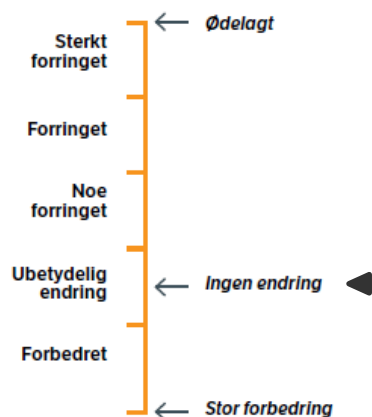 Ødelagt
Sterkt
forringet
Forringet
Noe
forringet
Ubetydelig
endring
Ingen endring
Forbedret
Stor forbedring